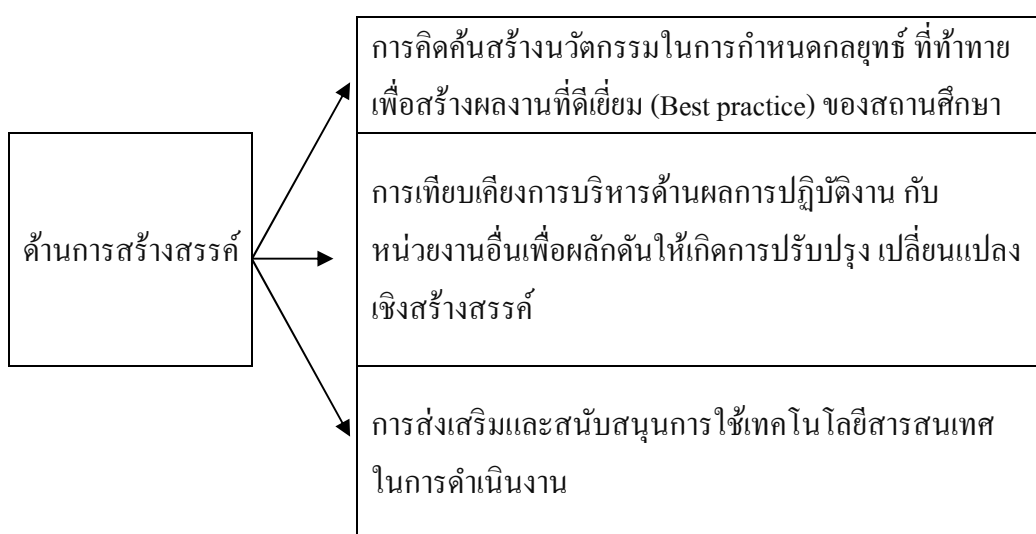 การคิดค้นสร้างนวัตกรรมในการกำหนดกลยุทธ์ ที่ท้าทาย
เพื่อสร้างผลงานที่ดีเยี่ยม (Best practice) ของสถานศึกษา
ด้านการสร้างสรรค์
การเทียบเคียงการบริหารด้านผลการปฏิบัติงาน กับ
หน่วยงานอื่นเพื่อผลักดันให้เกิดการปรับปรุง เปลี่ยนแปลง
เชิงสร้างสรรค์
การส่งเสริมและสนับสนุนการใช้เทคโนโลยีสารสนเทศ
ในการดำเนินงาน